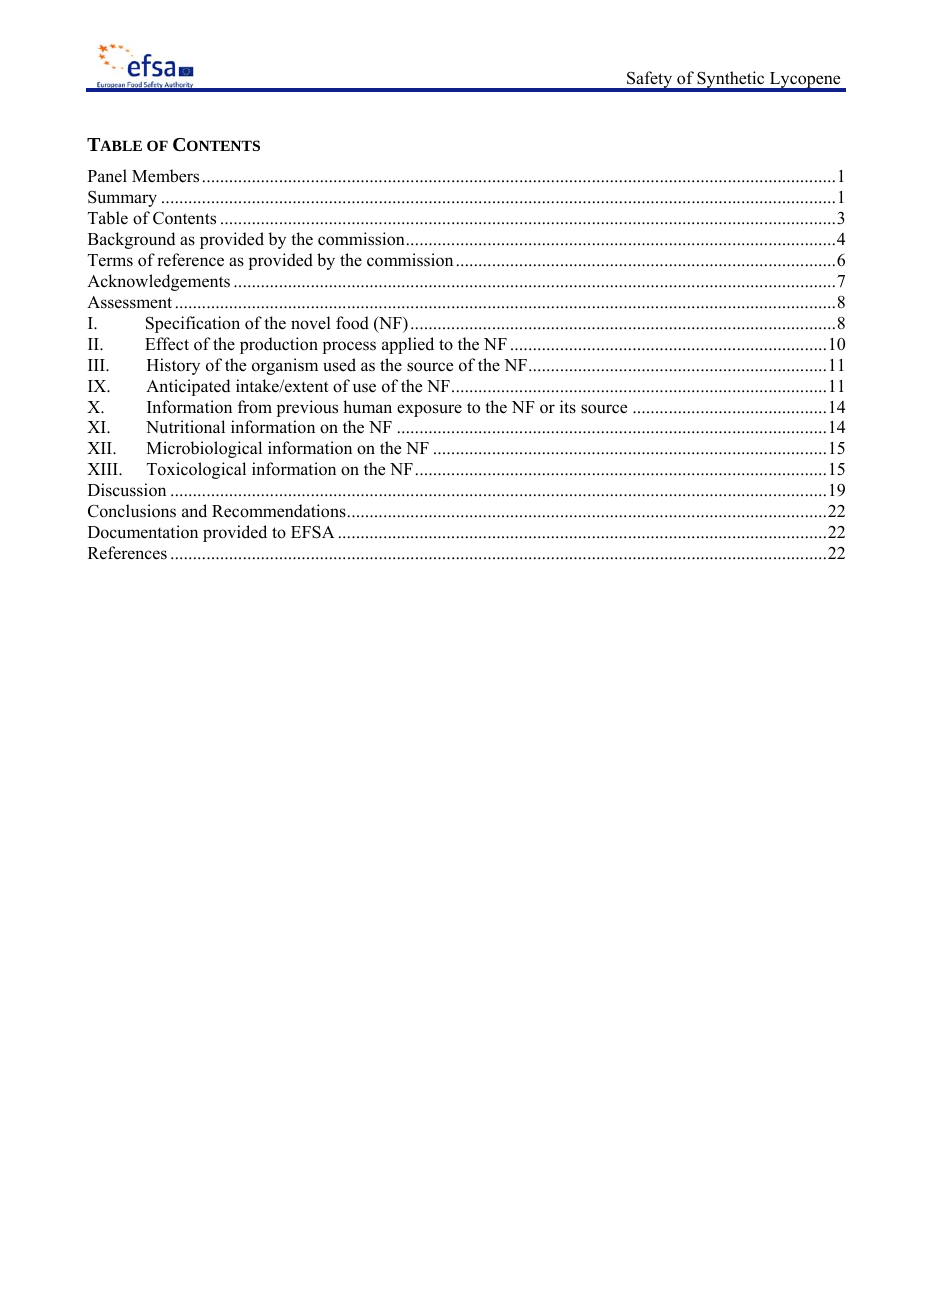 efsa
European Food Safety Authority
Safety of Synthetic Lycopene
TABLE OF CONTENTS
Panel Members.....1
Summary.....1
Table of Contents.....3
Background as provided by the commission.....4
Terms of reference as provided by the commission.....6
Acknowledgements.....7
Assessment.....8
I. Specification of the novel food (NF).....8
II. Effect of the production process applied to the NF.....10
III. History of the organism used as the source of the NF.....11
IX. Anticipated intake/extent of use of the NF.....11
X. Information from previous human exposure to the NF or its source.....14
XI. Nutritional information on the NF.....14
XII. Microbiological information on the NF.....15
XIII. Toxicological information on the NF.....15
Discussion.....19
Conclusions and Recommendations.....22
Documentation provided to EFSA.....22
References.....22